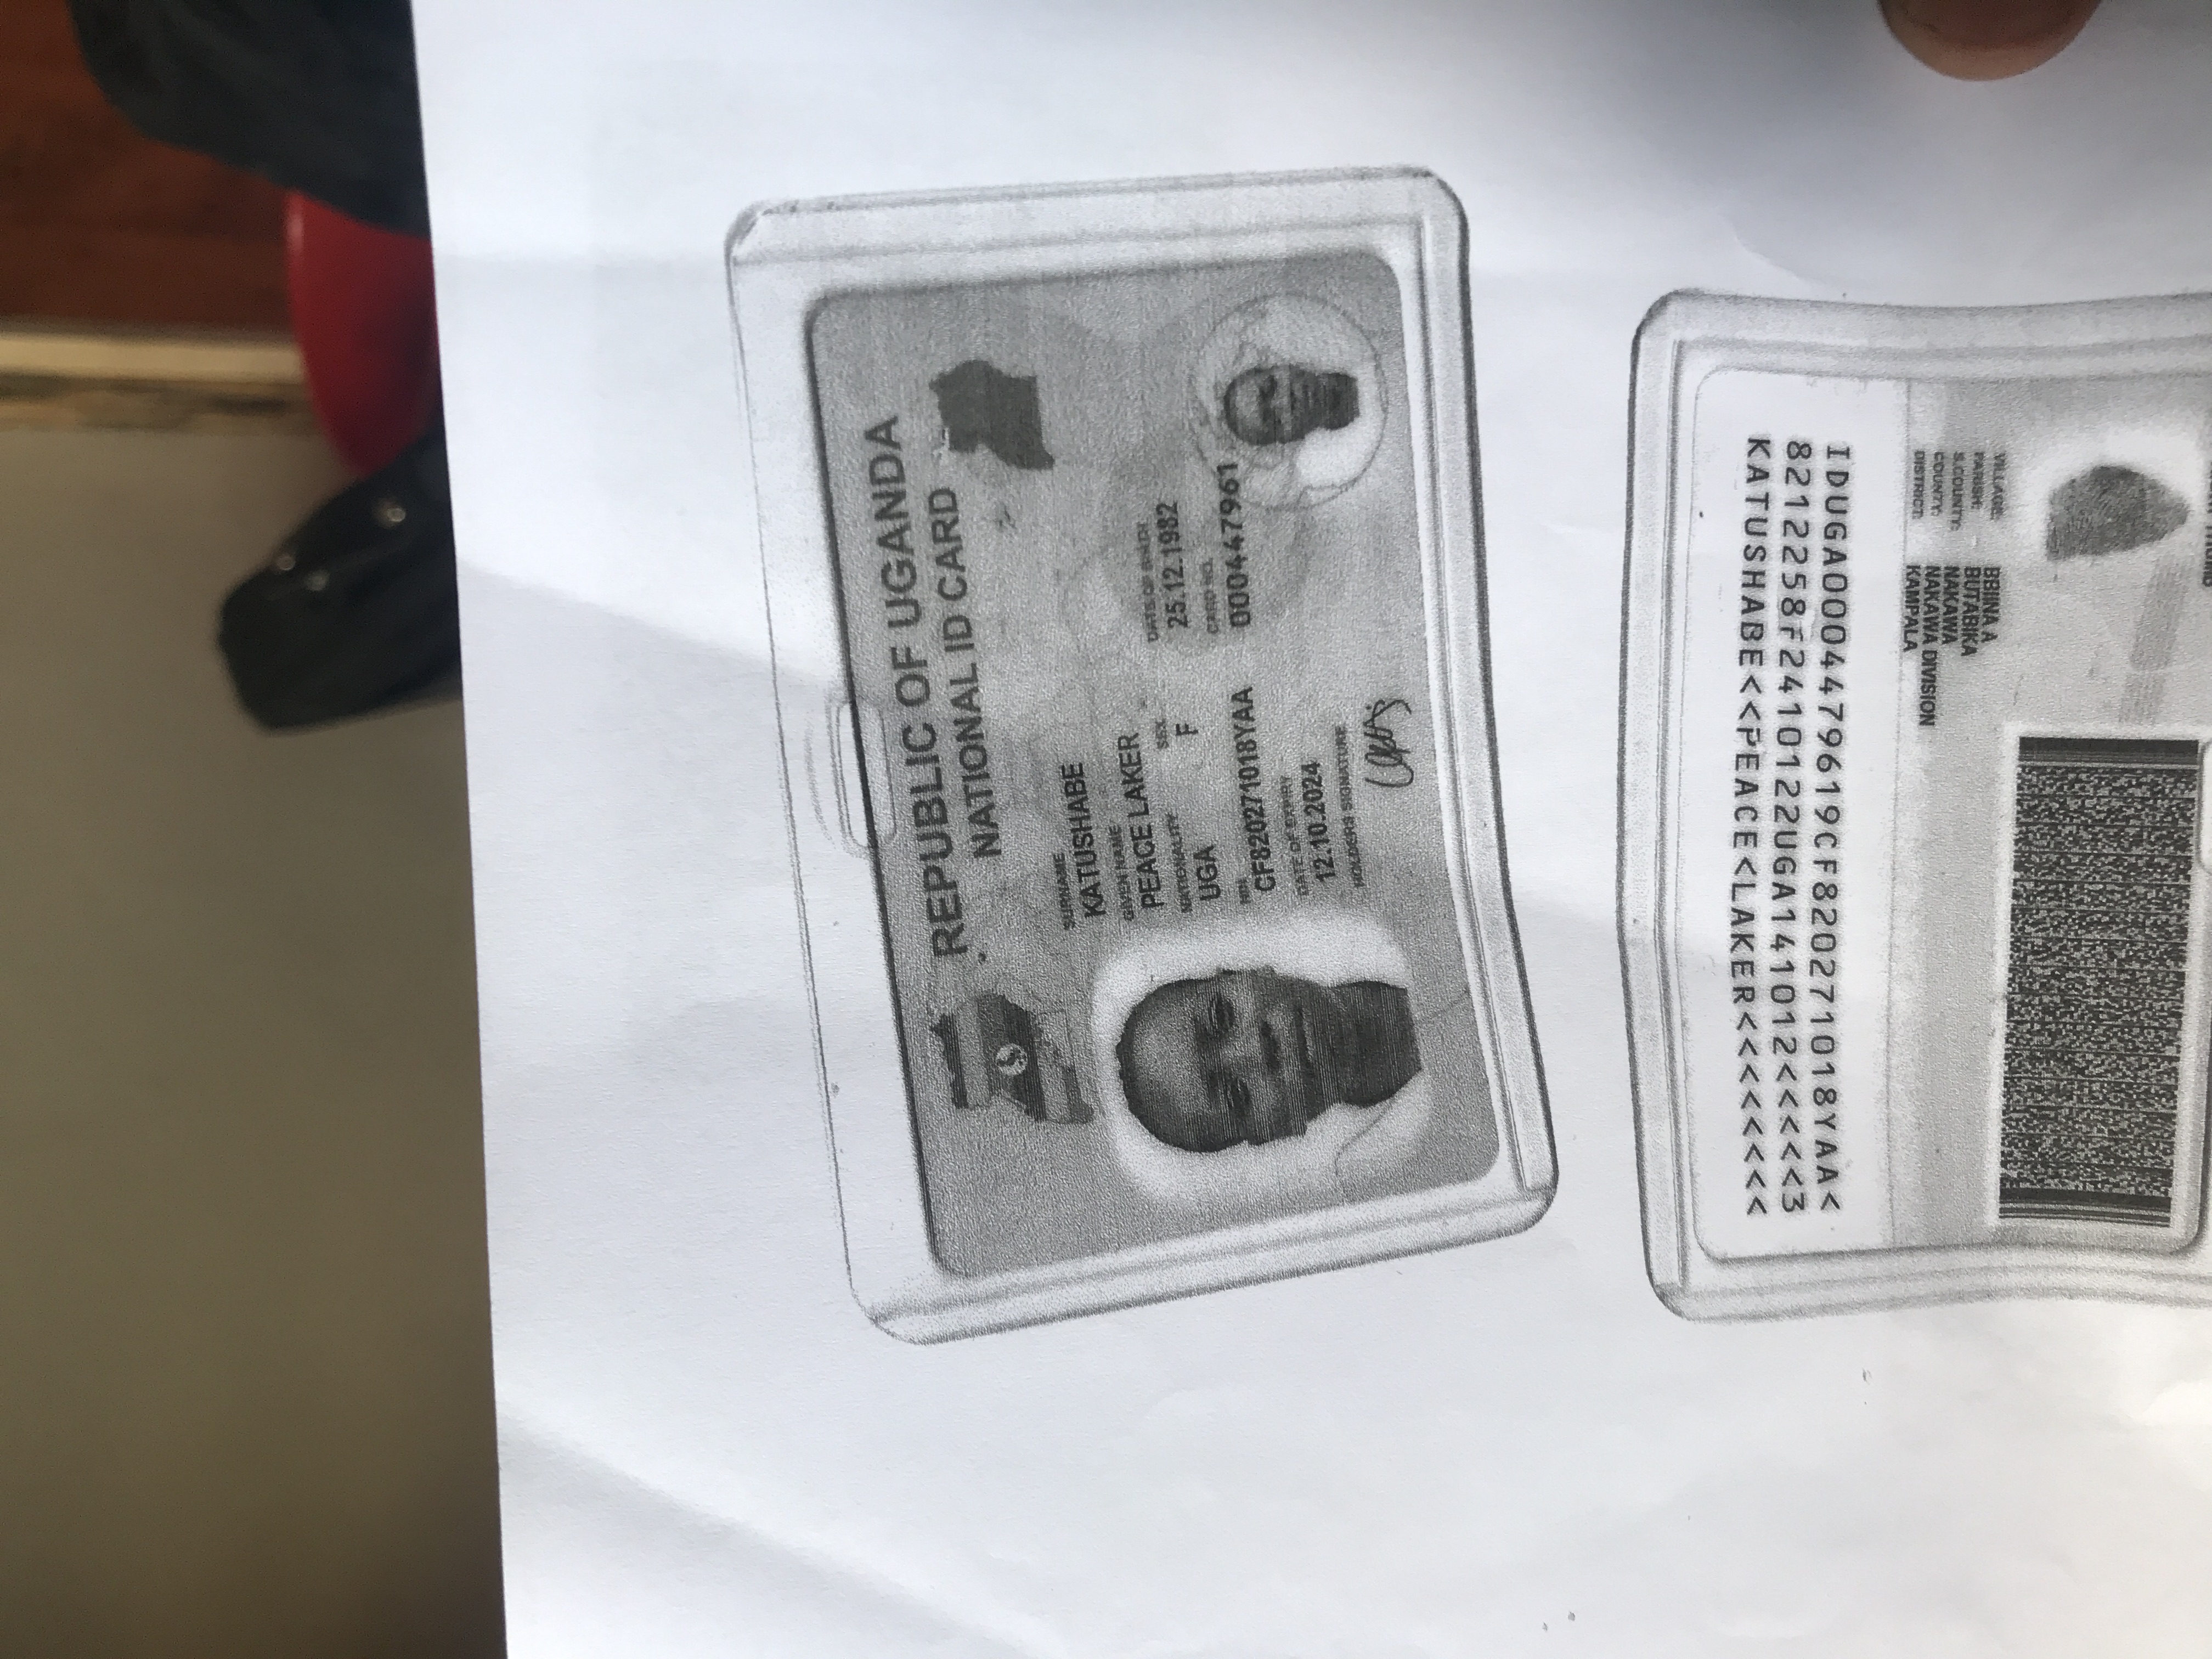 REPUBLIC OF UGANDA
NATIONAL ID CARD
SURNAME
KATUSHABE
GIVEN NAME
PEACE LAKER
NATIONALITY SEX DATE OF BIRTH
UGA F 25.12.1982
NIN CARD NO.
CF820271018YAA 000447961
DATE OF EXPIRY
12.10.2024
HOLDERS SIGNATURE
VILLAGE: BBIINA A
PARISH: BUTABIKA
S.COUNTY: NAKAWA
COUNTY: NAKAWA DIVISION
DISTRICT: KAMPALA
IDUGA0004479619CF820271018YAA<
8212258F2410122UGA141012<<<<<3
KATUSHABE<<PEACE<LAKER<<<<<<<<